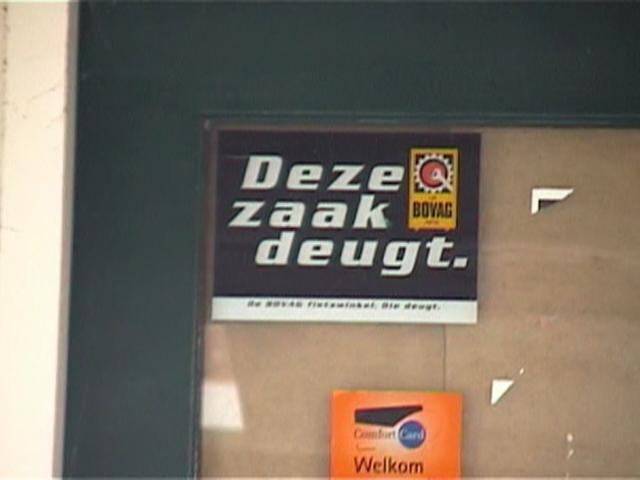 Deze
zaak
deugt.
BOVAG
De BOVAG fietswinkel. Die deugt.
Comfort Card
Welkom